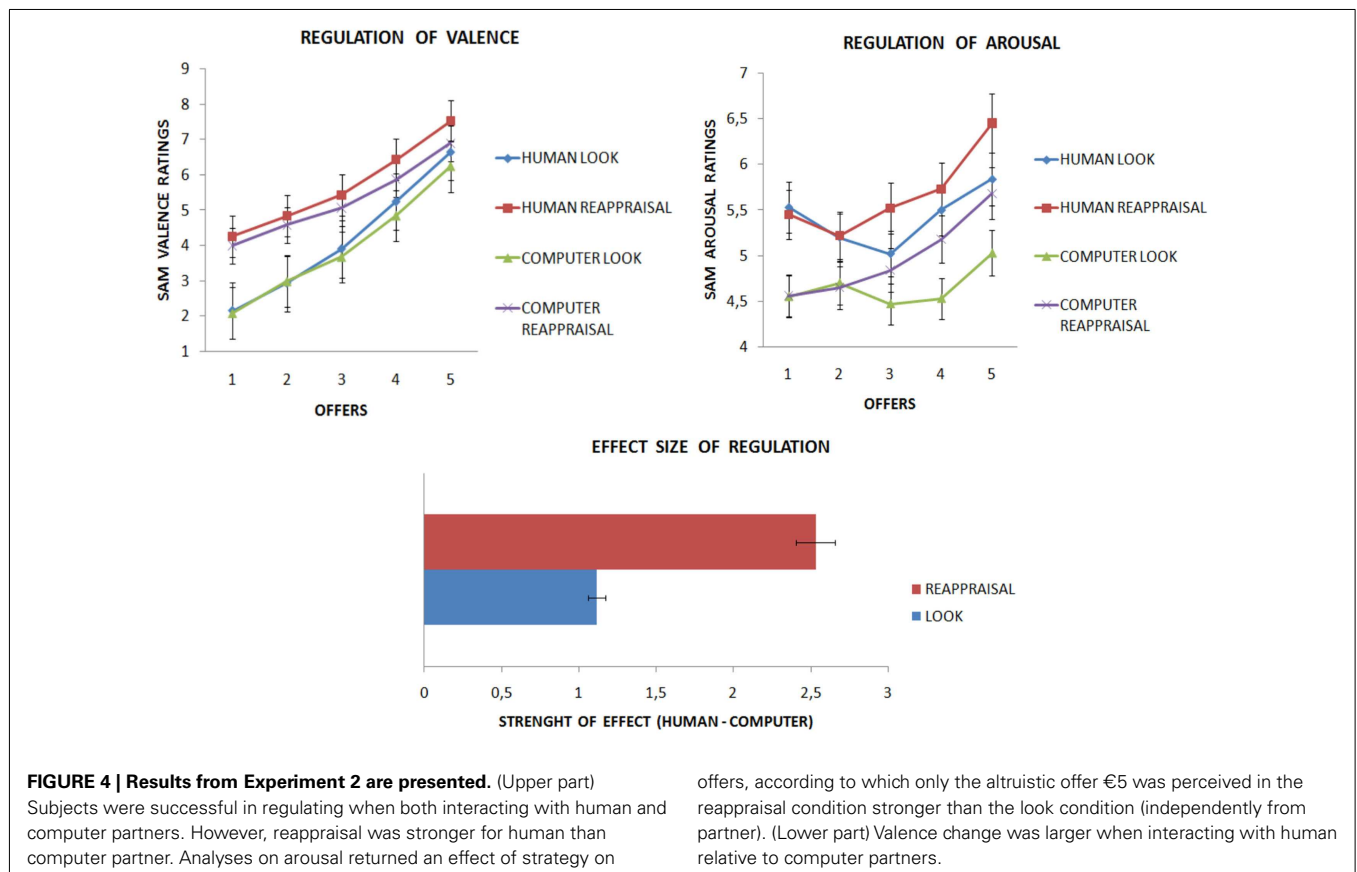 REGULATION OF VALENCE
SAM VALENCE RATINGS
9
8
7
6
5
4
3
2
1
1 2 3 4 5
OFFERS
HUMAN LOOK
HUMAN REAPPRAISAL
COMPUTER LOOK
COMPUTER
REAPPRAISAL
REGULATION OF AROUSAL
SAM AROUSAL RATINGS
7
6,5
6
5,5
5
4,5
4
1 2 3 4 5
OFFERS
HUMAN LOOK
HUMAN REAPPRAISAL
COMPUTER LOOK
COMPUTER
REAPPRAISAL
EFFECT SIZE OF REGULATION
REAPPRAISAL
LOOK
0 0,5 1 1,5 2 2,5 3
STRENGHT OF EFFECT (HUMAN - COMPUTER)
FIGURE 4 | Results from Experiment 2 are presented. (Upper part)
Subjects were successful in regulating when both interacting with human and
computer partners. However, reappraisal was stronger for human than
computer partner. Analyses on arousal returned an effect of strategy on
offers, according to which only the altruistic offer €5 was perceived in the
reappraisal condition stronger than the look condition (independently from
partner). (Lower part) Valence change was larger when interacting with human
relative to computer partners.